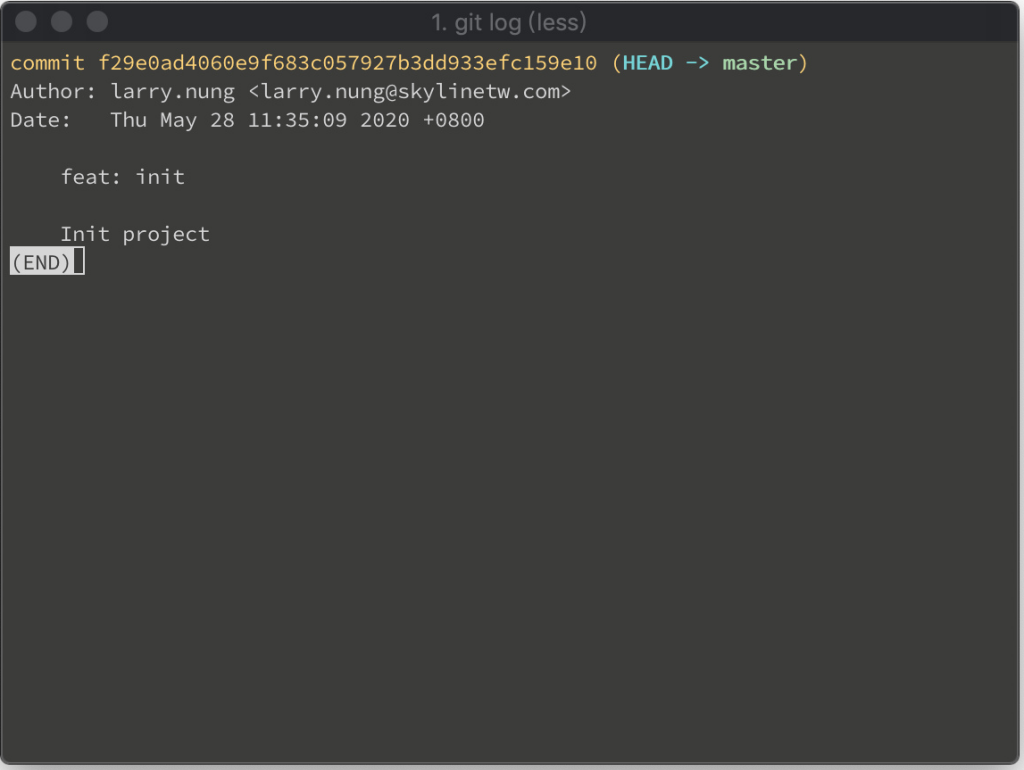 1. git log (less)
commit f29e0ad4060e9f683c057927b3dd933efc159e10 (HEAD -> master)
Author: larry.nung <larry.nung@skylinetw.com>
Date:   Thu May 28 11:35:09 2020 +0800
feat: init
Init project
(END)